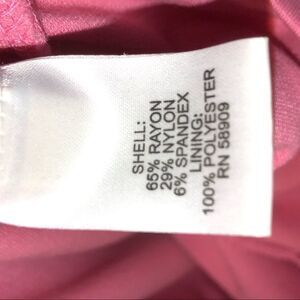 SHELL:
65% RAYON
29% NYLON
6% SPANDEX
LINING:
100% POLYESTER
RN 58909